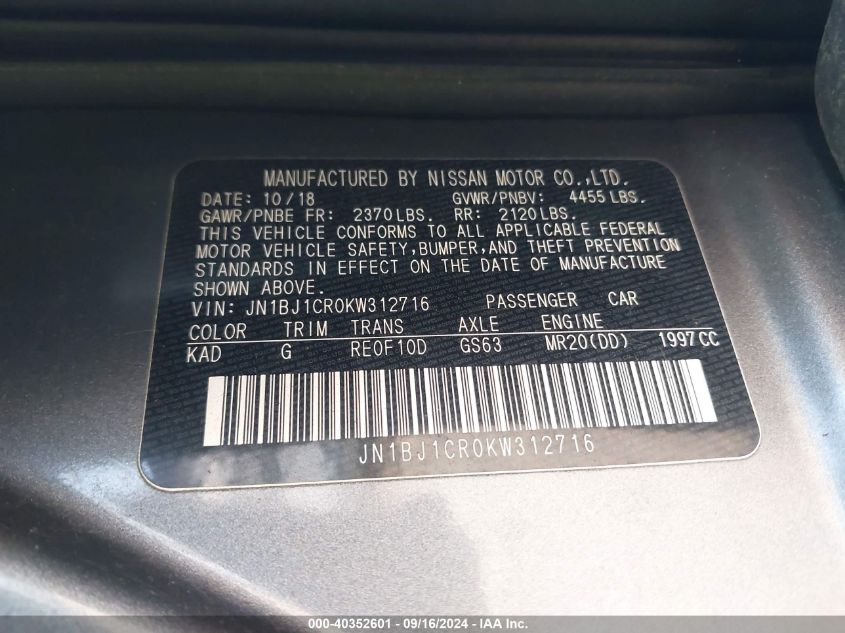 MANUFACTURED BY NISSAN MOTOR CO.,LTD.
DATE: 10/18 GVWR/PNBV: 4455 LBS.
GAWR/PNBE FR: 2370 LBS. RR: 2120 LBS.
THIS VEHICLE CONFORMS TO ALL APPLICABLE FEDERAL
MOTOR VEHICLE SAFETY,BUMPER,AND THEFT PREVENTION
STANDARDS IN EFFECT ON THE DATE OF MANUFACTURE
SHOWN ABOVE.
VIN: JN1BJ1CR0KW312716 PASSENGER CAR
COLOR TRIM TRANS AXLE ENGINE
KAD G RE0F10D GS63 MR20(DD) 1997 CC
JN1BJ1CR0KW312716
000-40352601 - 09/16/2024 - IAA Inc.